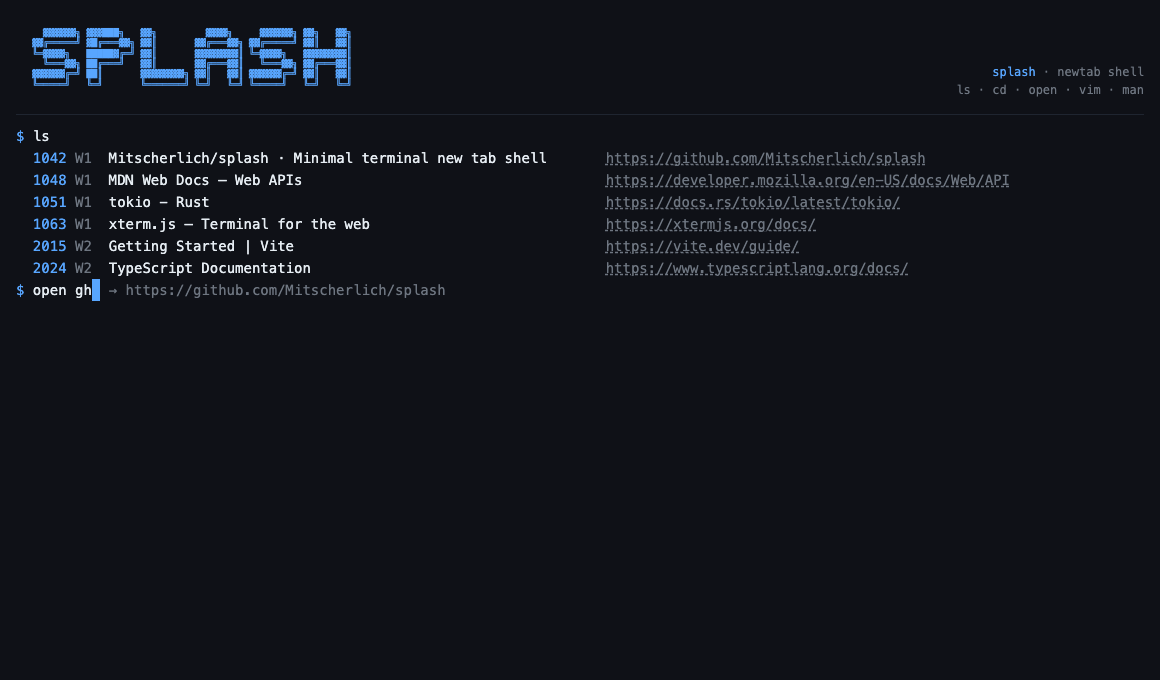 SPLASH
splash · newtab shell
ls · cd · open · vim · man
$ ls
1042 W1 Mitscherlich/splash · Minimal terminal new tab shell https://github.com/Mitscherlich/splash
1048 W1 MDN Web Docs — Web APIs https://developer.mozilla.org/en-US/docs/Web/API
1051 W1 tokio — Rust https://docs.rs/tokio/latest/tokio/
1063 W1 xterm.js — Terminal for the web https://xtermjs.org/docs/
2015 W2 Getting Started | Vite https://vite.dev/guide/
2024 W2 TypeScript Documentation https://www.typescriptlang.org/docs/
$ open gh → https://github.com/Mitscherlich/splash